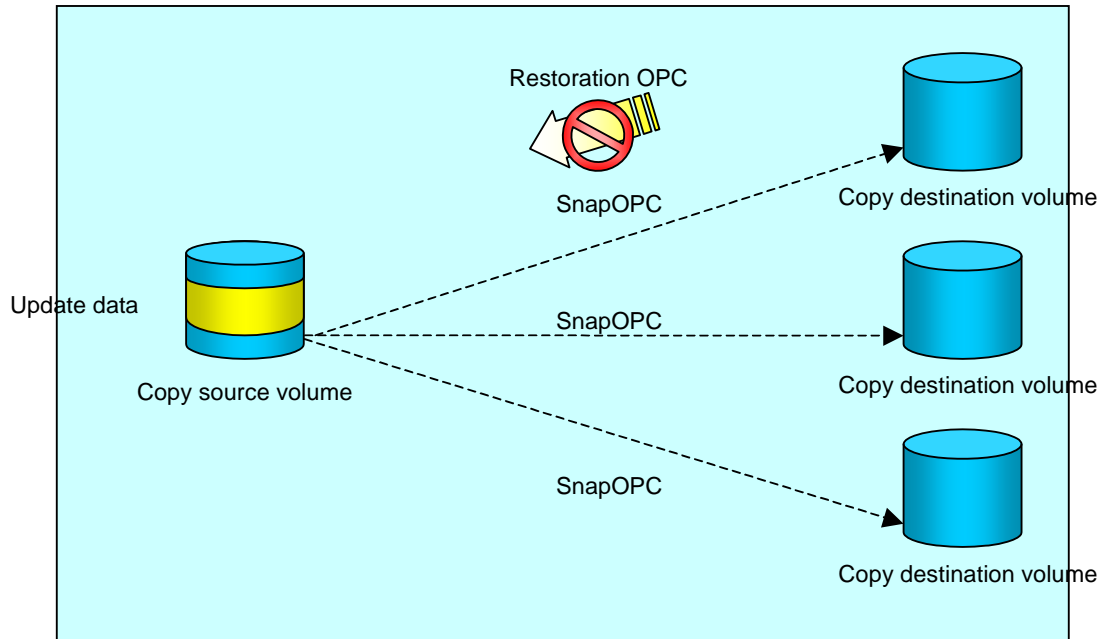 Restoration OPC
SnapOPC
Copy destination volume
Update data
SnapOPC
Copy source volume
Copy destination volume
SnapOPC
Copy destination volume